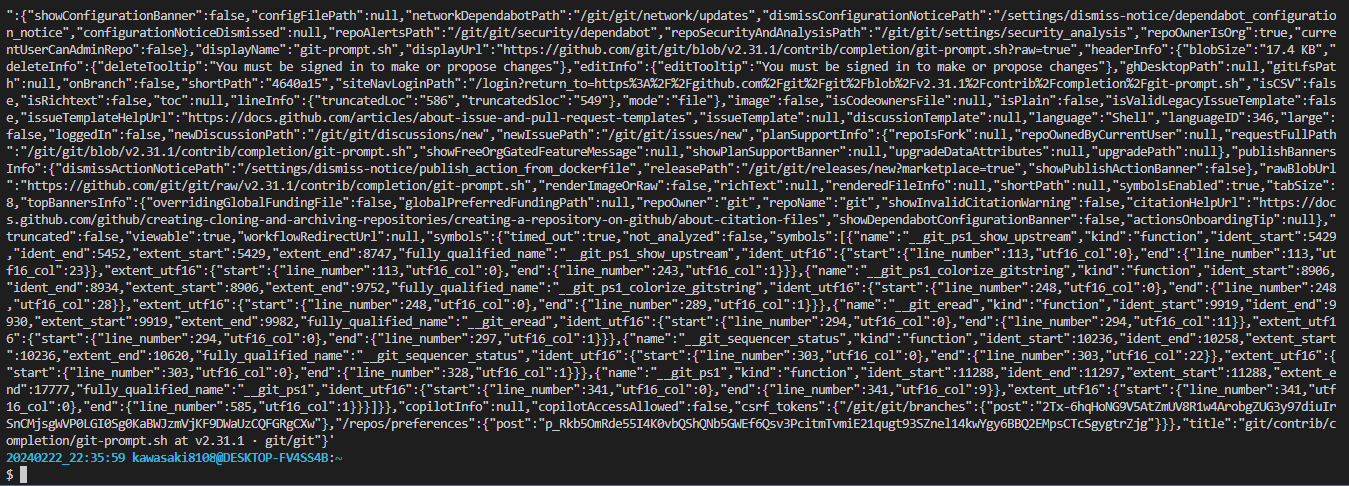 ":{"showConfigurationBanner":false,"configFilePath":null,"networkDependabotPath":"/git/git/network/updates","dismissConfigurationNoticePath":"/settings/dismiss-notice/dependabot_configuratio
n_notice","configurationNoticeDismissed":null,"repoAlertsPath":"/git/git/security/dependabot","repoSecurityAndAnalysisPath":"/git/git/settings/security_analysis","repoOwnerIsOrg":true,"curre
ntUserCanAdminRepo":false},"displayName":"git-prompt.sh","displayUrl":"https://github.com/git/git/blob/v2.31.1/contrib/completion/git-prompt.sh?raw=true","headerInfo":{"blobSize":"17.4 KB","
deleteInfo":{"deleteTooltip":"You must be signed in to make or propose changes"},"editInfo":{"editTooltip":"You must be signed in to make or propose changes"},"ghDesktopPath":null,"gitLfsPat
h":null,"onBranch":false,"shortPath":"4640a15","siteNavLoginPath":"/login?return_to=https%3A%2F%2Fgithub.com%2Fgit%2Fgit%2Fblob%2Fv2.31.1%2Fcontrib%2Fcompletion%2Fgit-prompt.sh","isCSV":fals
e,"isRichtext":false,"toc":null,"lineInfo":{"truncatedLoc":"586","truncatedSloc":"549"},"mode":"file"},"image":false,"isCodeownersFile":null,"isPlain":false,"isValidLegacyIssueTemplate":fals
e,"issueTemplateHelpUrl":"https://docs.github.com/articles/about-issue-and-pull-request-templates","issueTemplate":null,"discussionTemplate":null,"language":"Shell","languageID":346,"large":
false,"loggedIn":false,"newDiscussionPath":"/git/git/discussions/new","newIssuePath":"/git/git/issues/new","planSupportInfo":{"repoIsFork":null,"repoOwnedByCurrentUser":null,"requestFullPath
":"/git/git/blob/v2.31.1/contrib/completion/git-prompt.sh","showFreeOrgGatedFeatureMessage":null,"showPlanSupportBanner":null,"upgradeDataAttributes":null,"upgradePath":null},"publishBanners
Info":{"dismissActionNoticePath":"/settings/dismiss-notice/publish_action_from_dockerfile","releasePath":"/git/git/releases/new?marketplace=true","showPublishActionBanner":false},"rawBlobUrl
":"https://github.com/git/git/raw/v2.31.1/contrib/completion/git-prompt.sh","renderImageOrRaw":false,"richText":null,"renderedFileInfo":null,"shortPath":null,"symbolsEnabled":true,"tabSize":
8,"topBannersInfo":{"overridingGlobalFundingFile":false,"globalPreferredFundingPath":null,"repoOwner":"git","repoName":"git","showInvalidCitationWarning":false,"citationHelpUrl":"https://doc
s.github.com/github/creating-cloning-and-archiving-repositories/creating-a-repository-on-github/about-citation-files","showDependabotConfigurationBanner":false,"actionsOnboardingTip":null},"
truncated":false,"viewable":true,"workflowRedirectUrl":null,"symbols":{"timed_out":true,"not_analyzed":false,"symbols":[{"name":"__git_ps1_show_upstream","kind":"function","ident_start":5429
,"ident_end":5452,"extent_start":5429,"extent_end":8747,"fully_qualified_name":"__git_ps1_show_upstream","ident_utf16":{"start":{"line_number":113,"utf16_col":0},"end":{"line_number":113,"ut
f16_col":23}},"extent_utf16":{"start":{"line_number":113,"utf16_col":0},"end":{"line_number":243,"utf16_col":1}}},{"name":"__git_ps1_colorize_gitstring","kind":"function","ident_start":8906,
"ident_end":8934,"extent_start":8906,"extent_end":9752,"fully_qualified_name":"__git_ps1_colorize_gitstring","ident_utf16":{"start":{"line_number":248,"utf16_col":0},"end":{"line_number":248
,"utf16_col":28}},"extent_utf16":{"start":{"line_number":248,"utf16_col":0},"end":{"line_number":289,"utf16_col":1}}},{"name":"__git_eread","kind":"function","ident_start":9919,"ident_end":9
930,"extent_start":9919,"extent_end":9982,"fully_qualified_name":"__git_eread","ident_utf16":{"start":{"line_number":294,"utf16_col":0},"end":{"line_number":294,"utf16_col":11}},"extent_utf1
6":{"start":{"line_number":294,"utf16_col":0},"end":{"line_number":297,"utf16_col":1}}},{"name":"__git_sequencer_status","kind":"function","ident_start":10236,"ident_end":10258,"extent_start
":10236,"extent_end":10620,"fully_qualified_name":"__git_sequencer_status","ident_utf16":{"start":{"line_number":303,"utf16_col":0},"end":{"line_number":303,"utf16_col":22}},"extent_utf16":{
"start":{"line_number":303,"utf16_col":0},"end":{"line_number":328,"utf16_col":1}}},{"name":"__git_ps1","kind":"function","ident_start":11288,"ident_end":11297,"extent_start":11288,"extent_e
nd":17777,"fully_qualified_name":"__git_ps1","ident_utf16":{"start":{"line_number":341,"utf16_col":0},"end":{"line_number":341,"utf16_col":9}},"extent_utf16":{"start":{"line_number":341,"utf
16_col":0},"end":{"line_number":585,"utf16_col":1}}}]}},"copilotInfo":null,"copilotAccessAllowed":false,"csrf_tokens":{"/git/git/branches":{"post":"2Tx-6hqHoNG9V5AtZmUV8R1w4ArobgZUG3y97diuIr
SnCMjsgWVP0LGI0Sg0KaBWJzmVjKF9DWaUzCQFGRgCXw"},"/repos/preferences":{"post":"p_Rkb5OmRde55I4K0vbQShQNb5GWEf6Qsv3PcitmTvmiE21qugt93SZnel14kwYgy6BBQ2EMpsCTcSgygtrZjg"}}},"title":"git/contrib/c
ompletion/git-prompt.sh at v2.31.1 · git/git"}'
20240222_22:35:59 kawasaki8108@DESKTOP-FV4SS4B:~
$